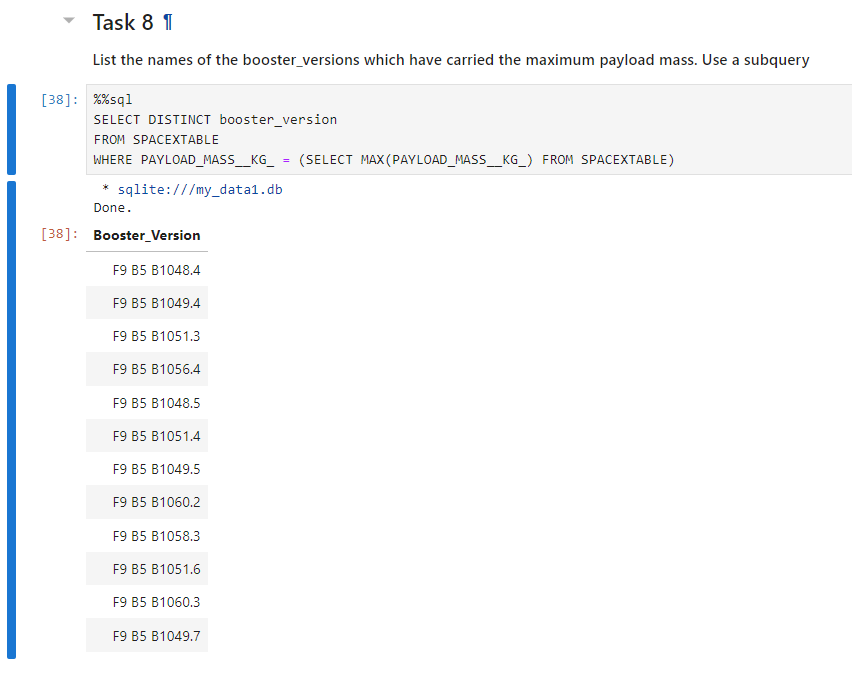 Task 8 ¶
List the names of the booster_versions which have carried the maximum payload mass. Use a subquery
[38]: %%sql
SELECT DISTINCT booster_version
FROM SPACEXTABLE
WHERE PAYLOAD_MASS__KG_ = (SELECT MAX(PAYLOAD_MASS__KG_) FROM SPACEXTABLE)
* sqlite:///my_data1.db
Done.
[38]: Booster_Version
F9 B5 B1048.4
F9 B5 B1049.4
F9 B5 B1051.3
F9 B5 B1056.4
F9 B5 B1048.5
F9 B5 B1051.4
F9 B5 B1049.5
F9 B5 B1060.2
F9 B5 B1058.3
F9 B5 B1051.6
F9 B5 B1060.3
F9 B5 B1049.7